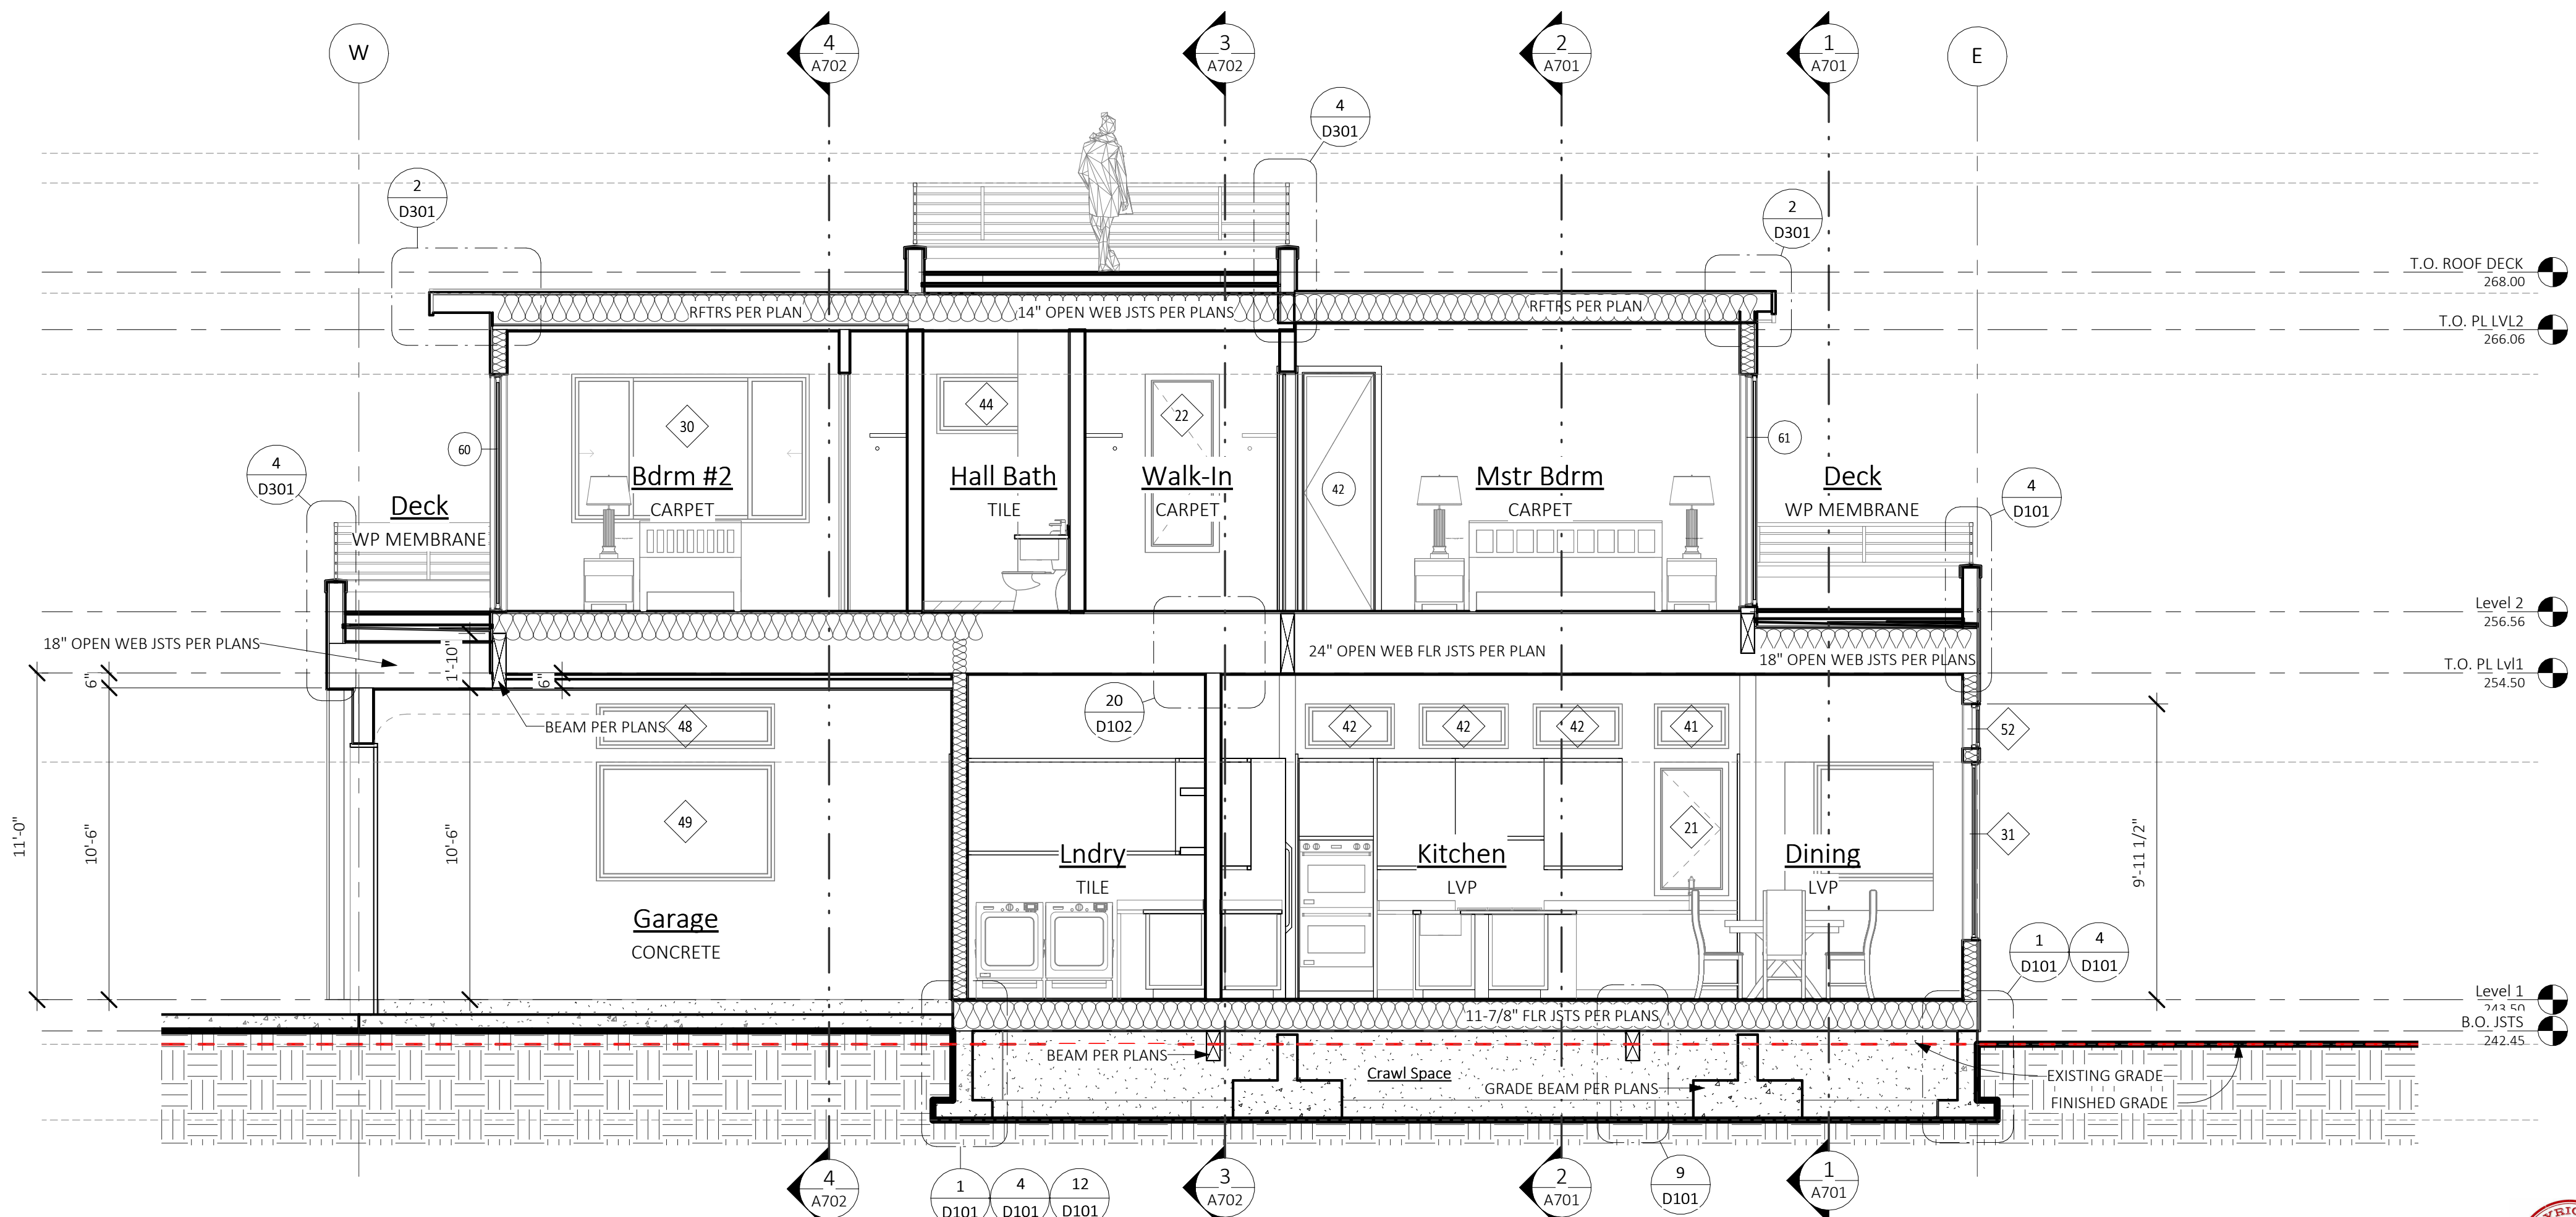 W
4
A702
3
A702
2
A701
1
A701
E
4
D301
2
D301
2
D301
T.O. ROOF DECK
268.00
RFTRS PER PLAN
14" OPEN WEB JSTS PER PLANS
RFTRS PER PLAN
T.O. PL LVL2
266.06
30
44
22
60
61
42
4
D301
Deck
WP MEMBRANE
Bdrm #2
CARPET
Hall Bath
TILE
Walk-In
CARPET
Mstr Bdrm
CARPET
Deck
WP MEMBRANE
4
D101
Level 2
256.56
18" OPEN WEB JSTS PER PLANS
1'-10"
6"
6"
24" OPEN WEB FLR JSTS PER PLAN
18" OPEN WEB JSTS PER PLANS
T.O. PL Lvl1
254.50
BEAM PER PLANS
48
20
D102
42
42
42
41
52
49
21
31
11'-0"
10'-6"
10'-6"
9'-11 1/2"
Lndry
TILE
Kitchen
LVP
Dining
LVP
Garage
CONCRETE
1
D101
4
D101
Level 1
243.50
11-7/8" FLR JSTS PER PLANS
B.O. JSTS
242.45
BEAM PER PLANS
Crawl Space
GRADE BEAM PER PLANS
EXISTING GRADE
FINISHED GRADE
4
A702
1
D101
4
D101
12
D101
3
A702
2
A701
9
D101
1
A701